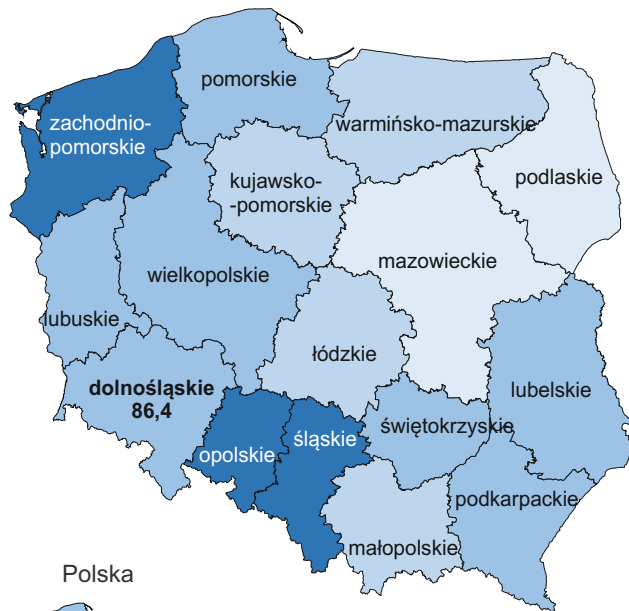 pomorskie
zachodnio-
pomorskie
warmińsko-mazurskie
podlaskie
kujawsko-
-pomorskie
mazowieckie
wielkopolskie
lubuskie
łódzkie
dolnośląskie
86,4
lubelskie
świętokrzyskie
śląskie
opolskie
podkarpackie
małopolskie
Polska